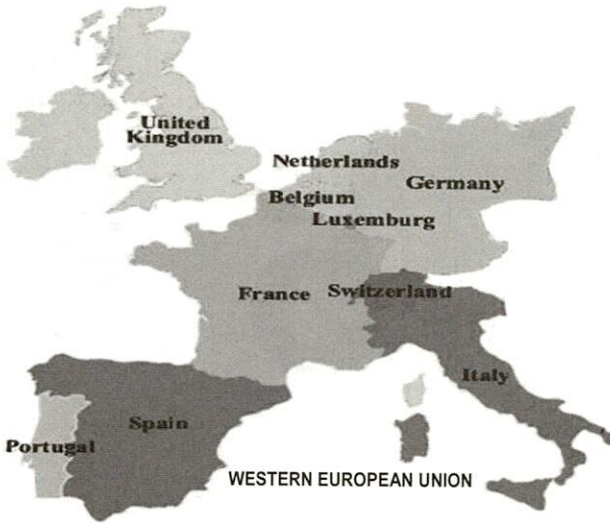 United
Kingdom
Netherlands
Germany
Belgium
Luxemburg
France
Switzerland
Italy
Spain
Portugal
WESTERN EUROPEAN UNION